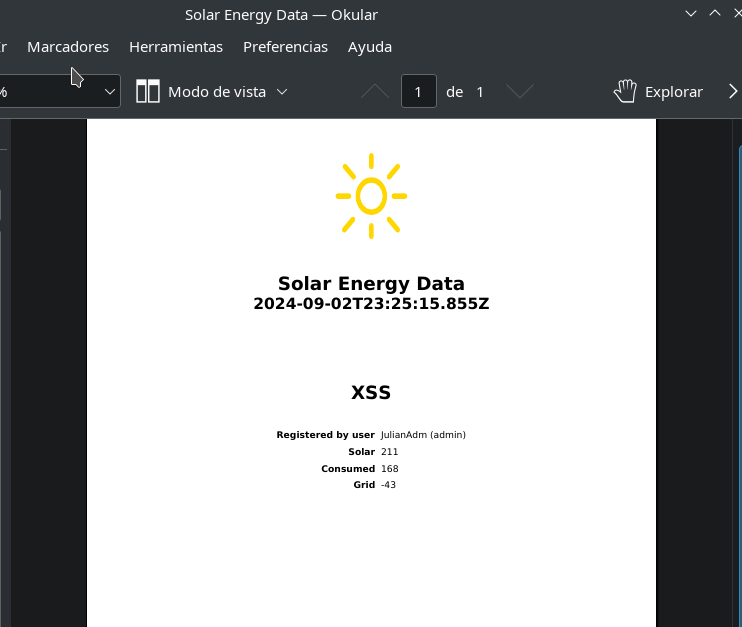 Solar Energy Data — Okular
Ir Marcadores Herramientas Preferencias Ayuda
% Modo de vista 1 de 1 Explorar
Solar Energy Data
2024-09-02T23:25:15.855Z
XSS
Registered by user JulianAdm (admin)
Solar 211
Consumed 168
Grid -43